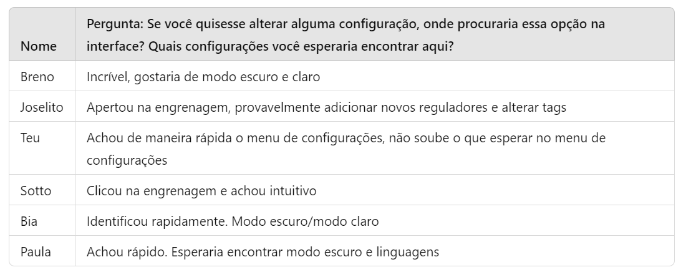 Nome
Pergunta: Se você quisesse alterar alguma configuração, onde procuraria essa opção na
interface? Quais configurações você esperaria encontrar aqui?
Breno
Incrível, gostaria de modo escuro e claro
Joselito
Apertou na engrenagem, provavelmente adicionar novos reguladores e alterar tags
Teu
Achou de maneira rápida o menu de configurações, não soube o que esperar no menu de
configurações
Sotto
Clicou na engrenagem e achou intuitivo
Bia
Identificou rapidamente. Modo escuro/modo claro
Paula
Achou rápido. Esperaria encontrar modo escuro e linguagens